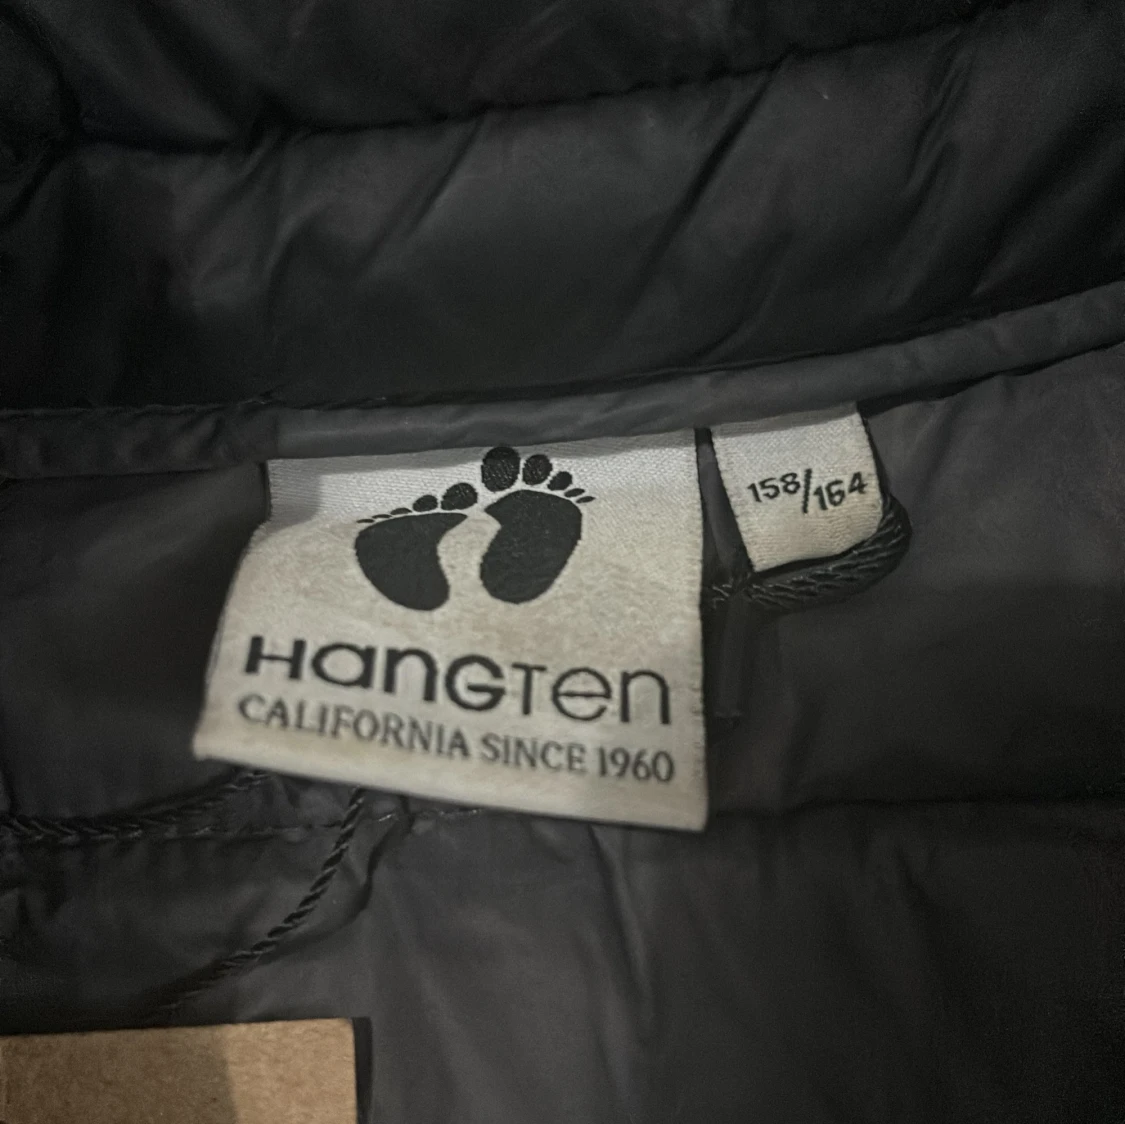 HANGTEN
CALIFORNIA SINCE 1960
158/164